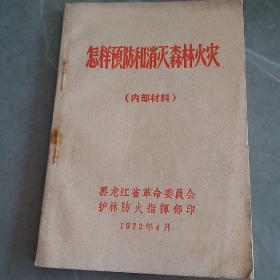 怎样预防和消灭森林火灾
（内部材料）
黑龙江省革命委员会
护林防火指挥部印
1972年4月